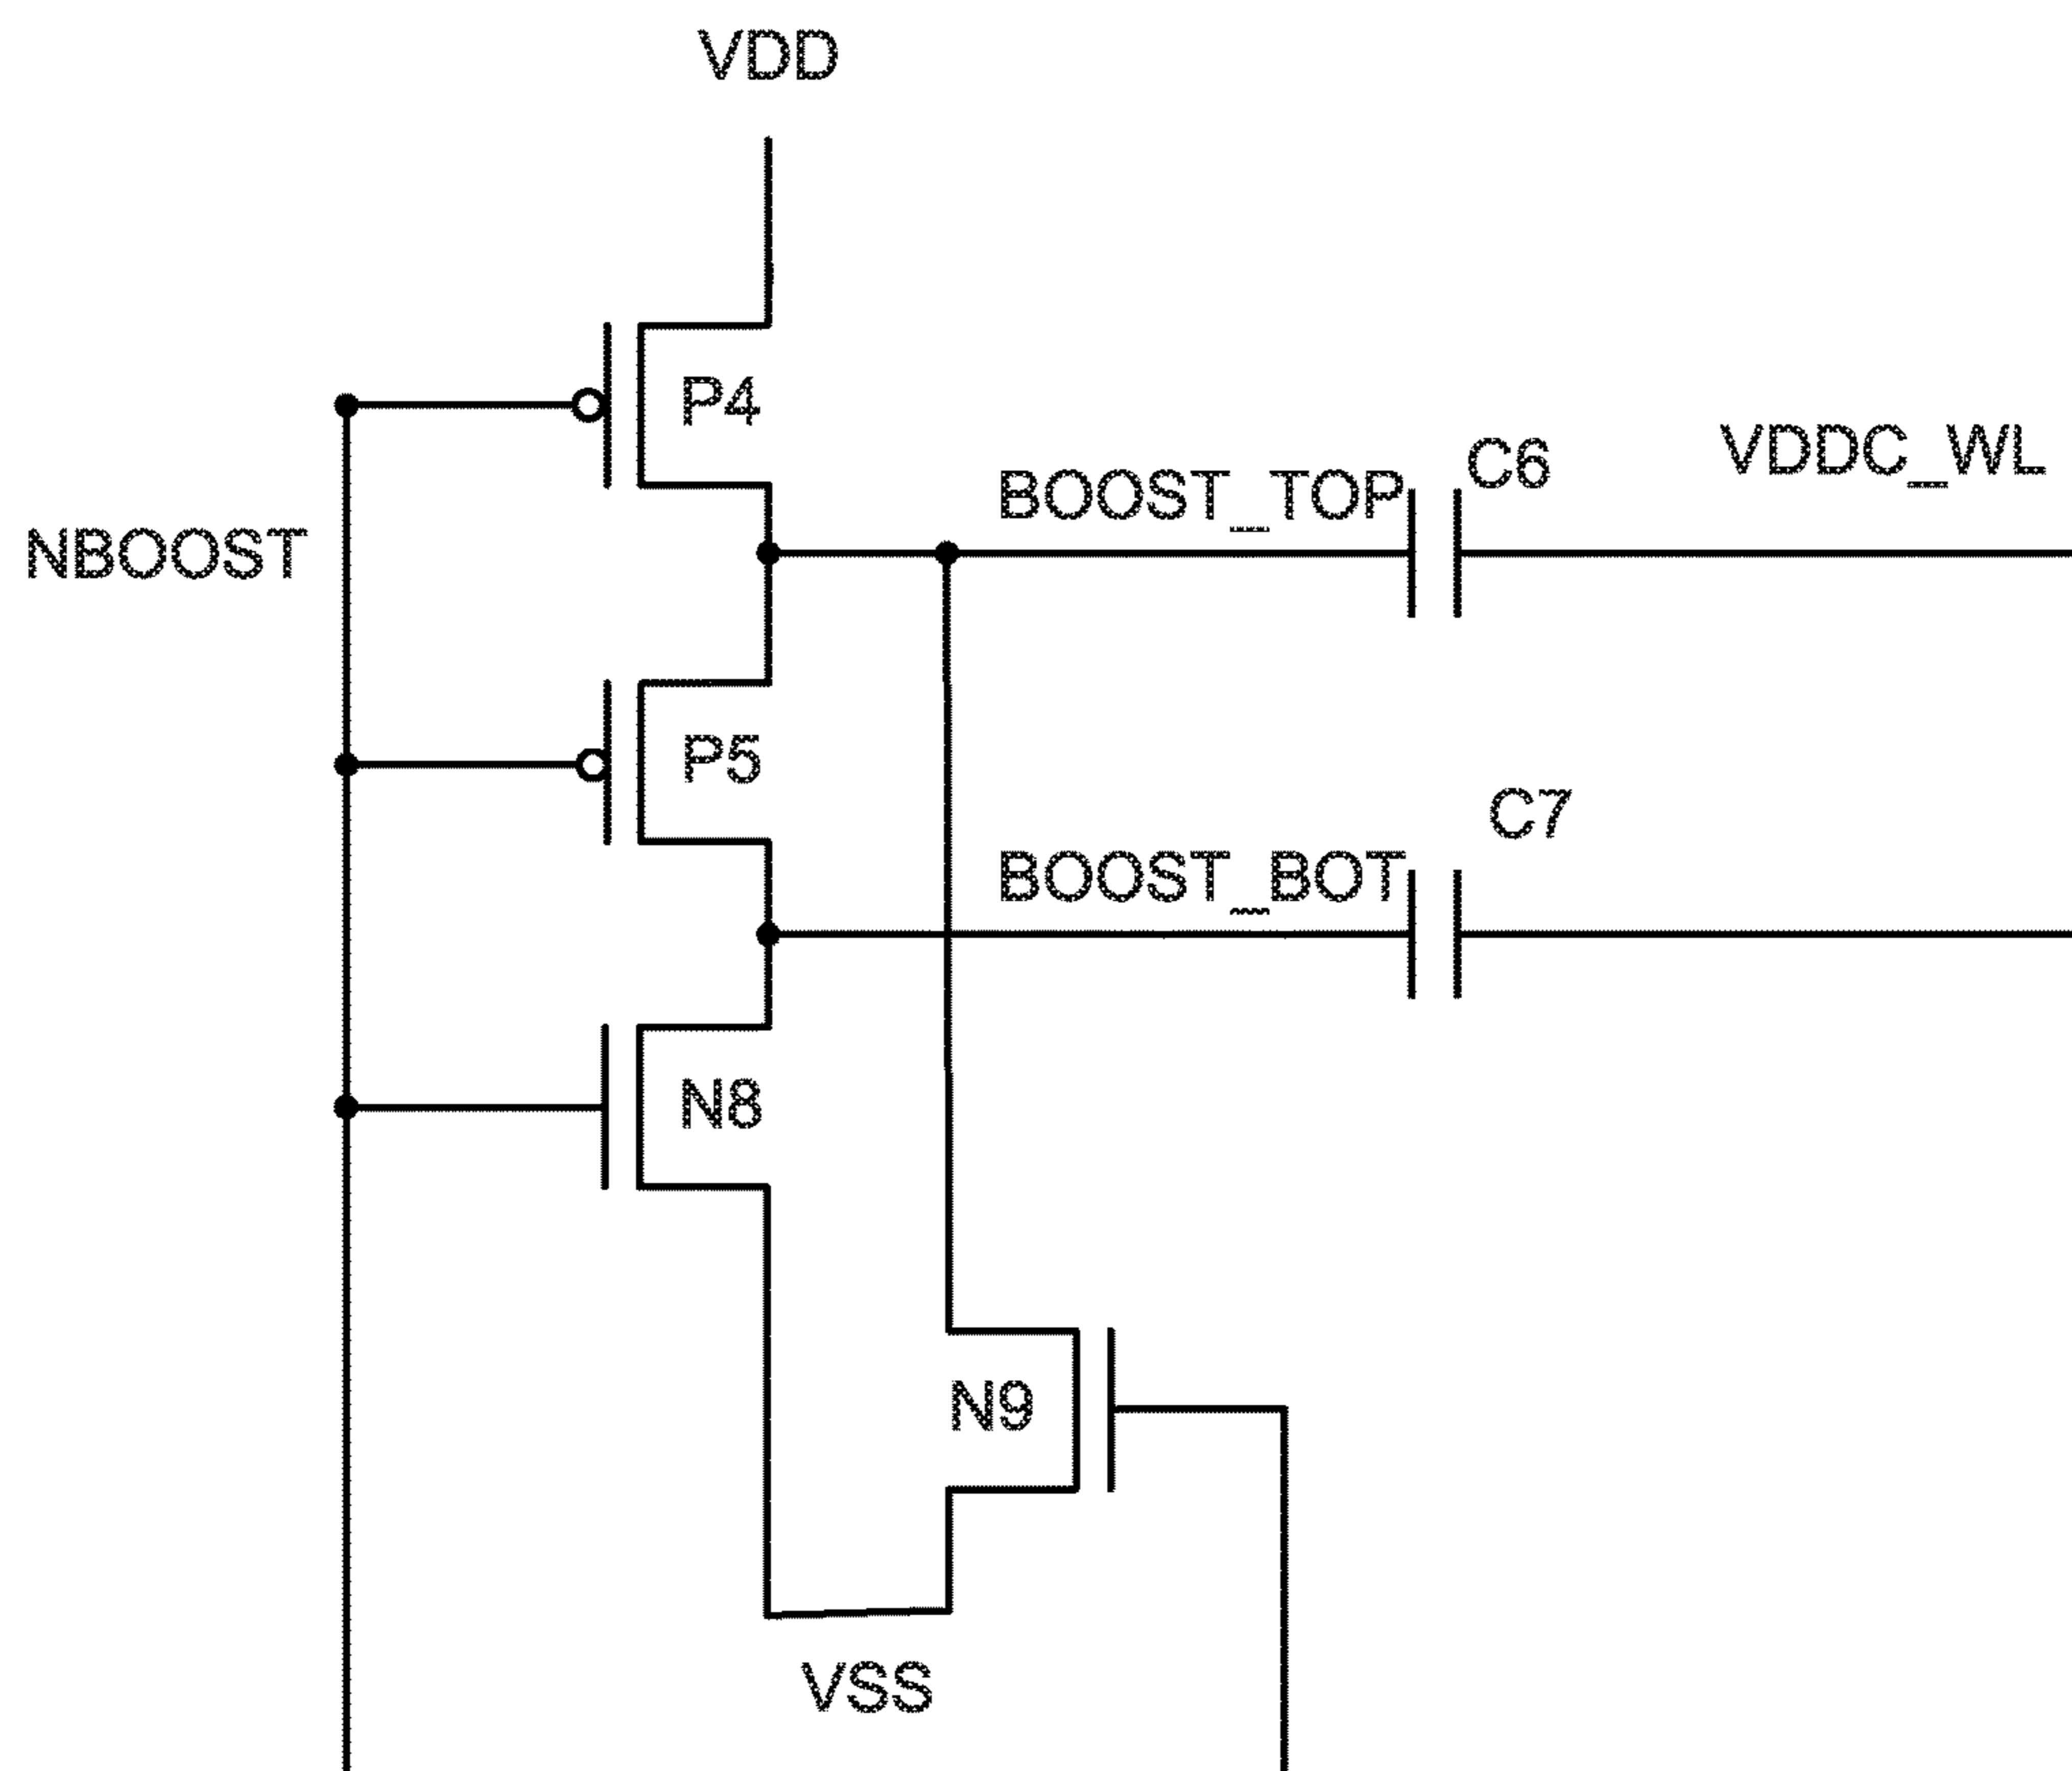 VDD
P4
C6
VDDC_WL
BOOST_TOP
NBOOST
P5
C7
BOOST_BOT
N8
N9
VSS